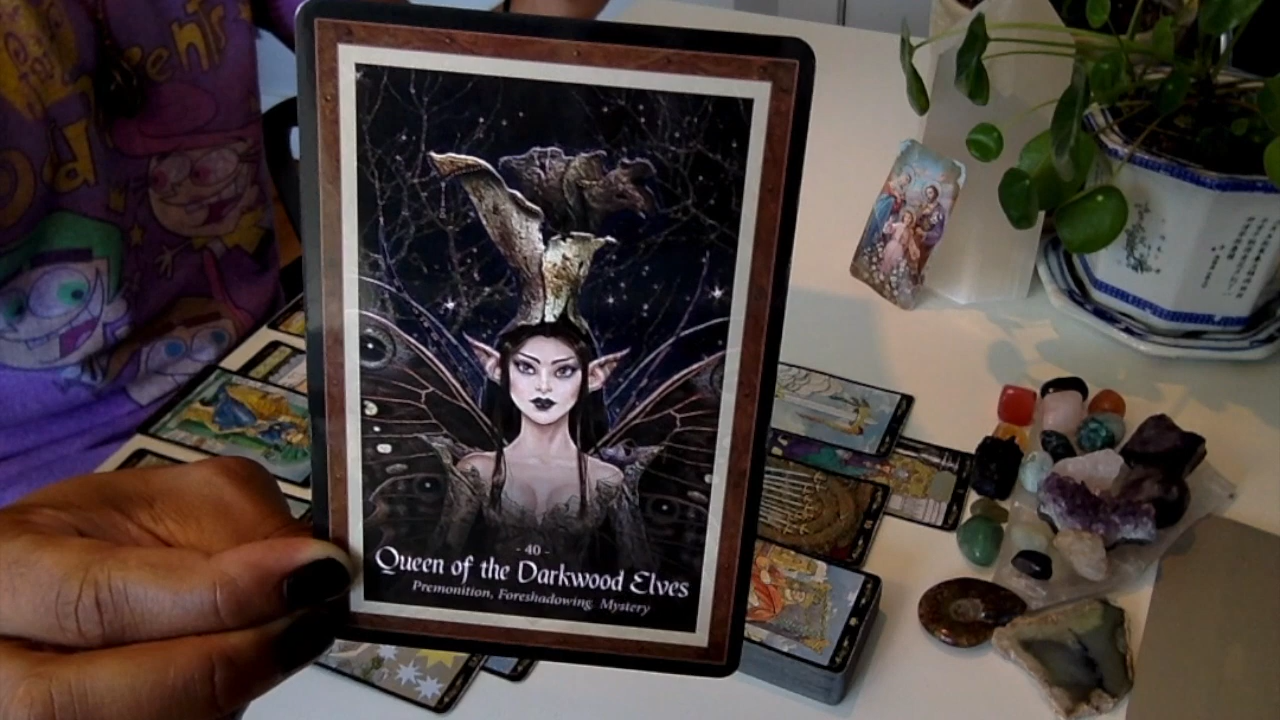 - 40 -
Queen of the Darkwood Elves
Premonition, Foreshadowing, Mystery